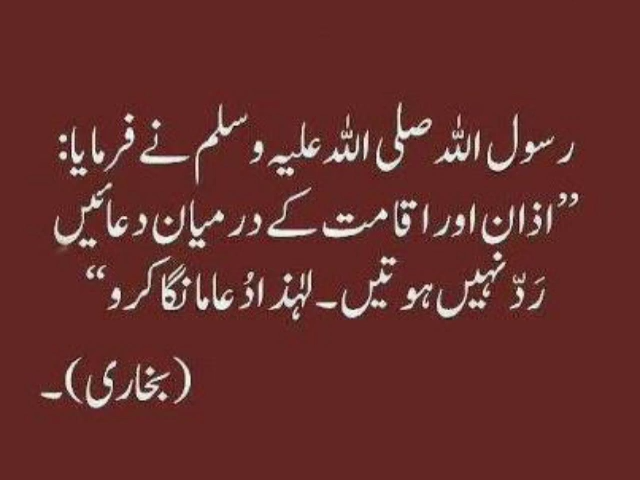 رسول اللہ صلی اللہ علیہ وسلم نے فرمایا:
”اذان اور اقامت کے درمیان دعائیں
رَدّ نہیں ہوتیں۔ لہٰذا دُعا مانگا کرو“
(بخاری)۔